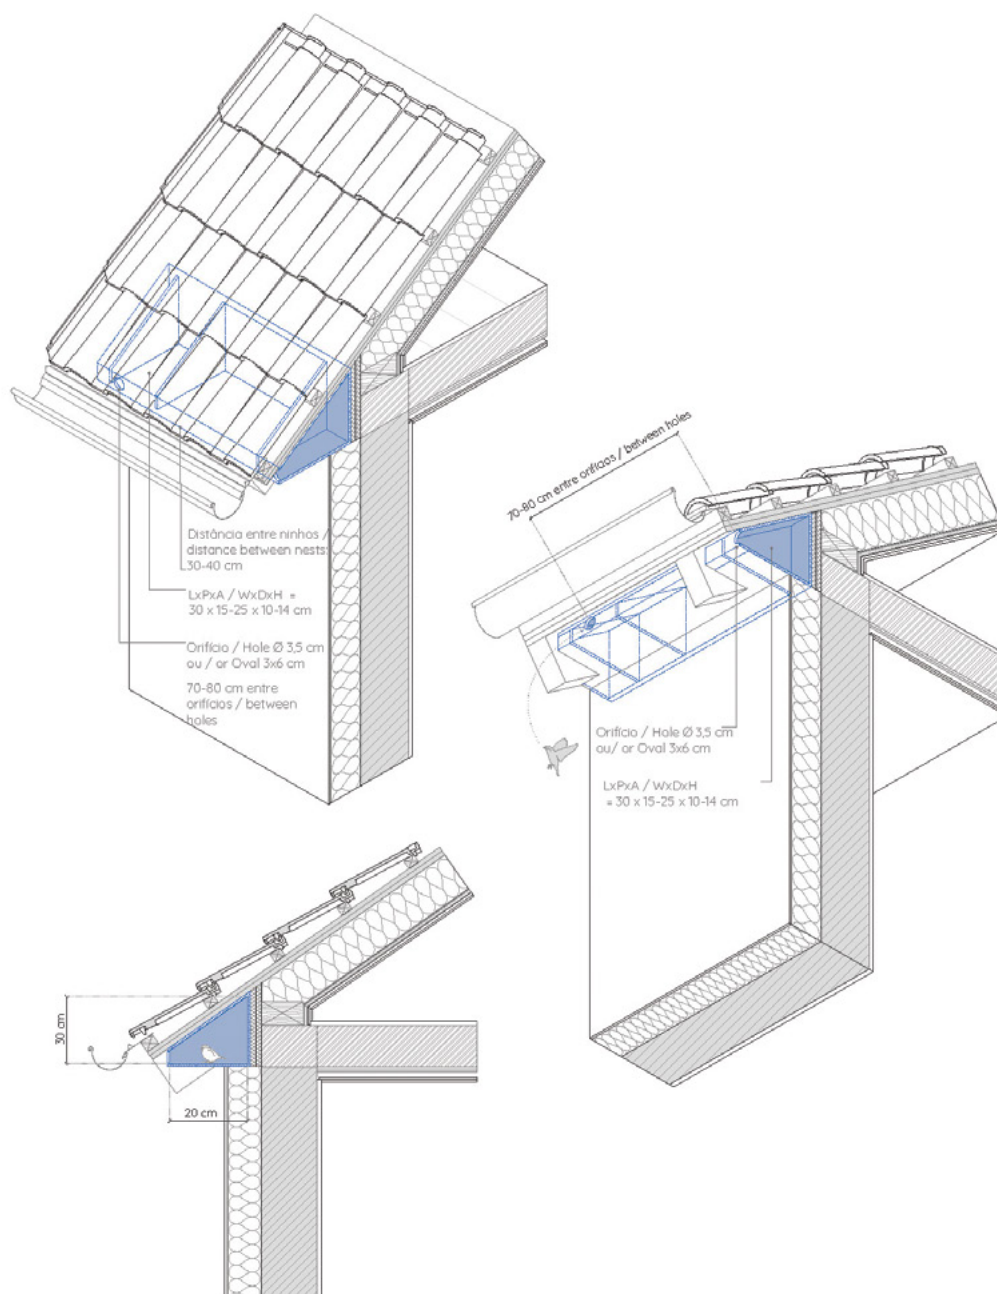 Distância entre ninhos /
distance between nests:
30-40 cm
LxPxA / WxDxH =
30 x 15-25 x 10-14 cm
Orifício / Hole Ø 3,5 cm
ou / or Oval 3x6 cm
70-80 cm entre
orifícios / between
holes
70-80 cm entre orifícios / between holes
Orifício / Hole Ø 3,5 cm
ou/ or Oval 3x6 cm
LxPxA / WxDxH
= 30 x 15-25 x 10-14 cm
30 cm
20 cm